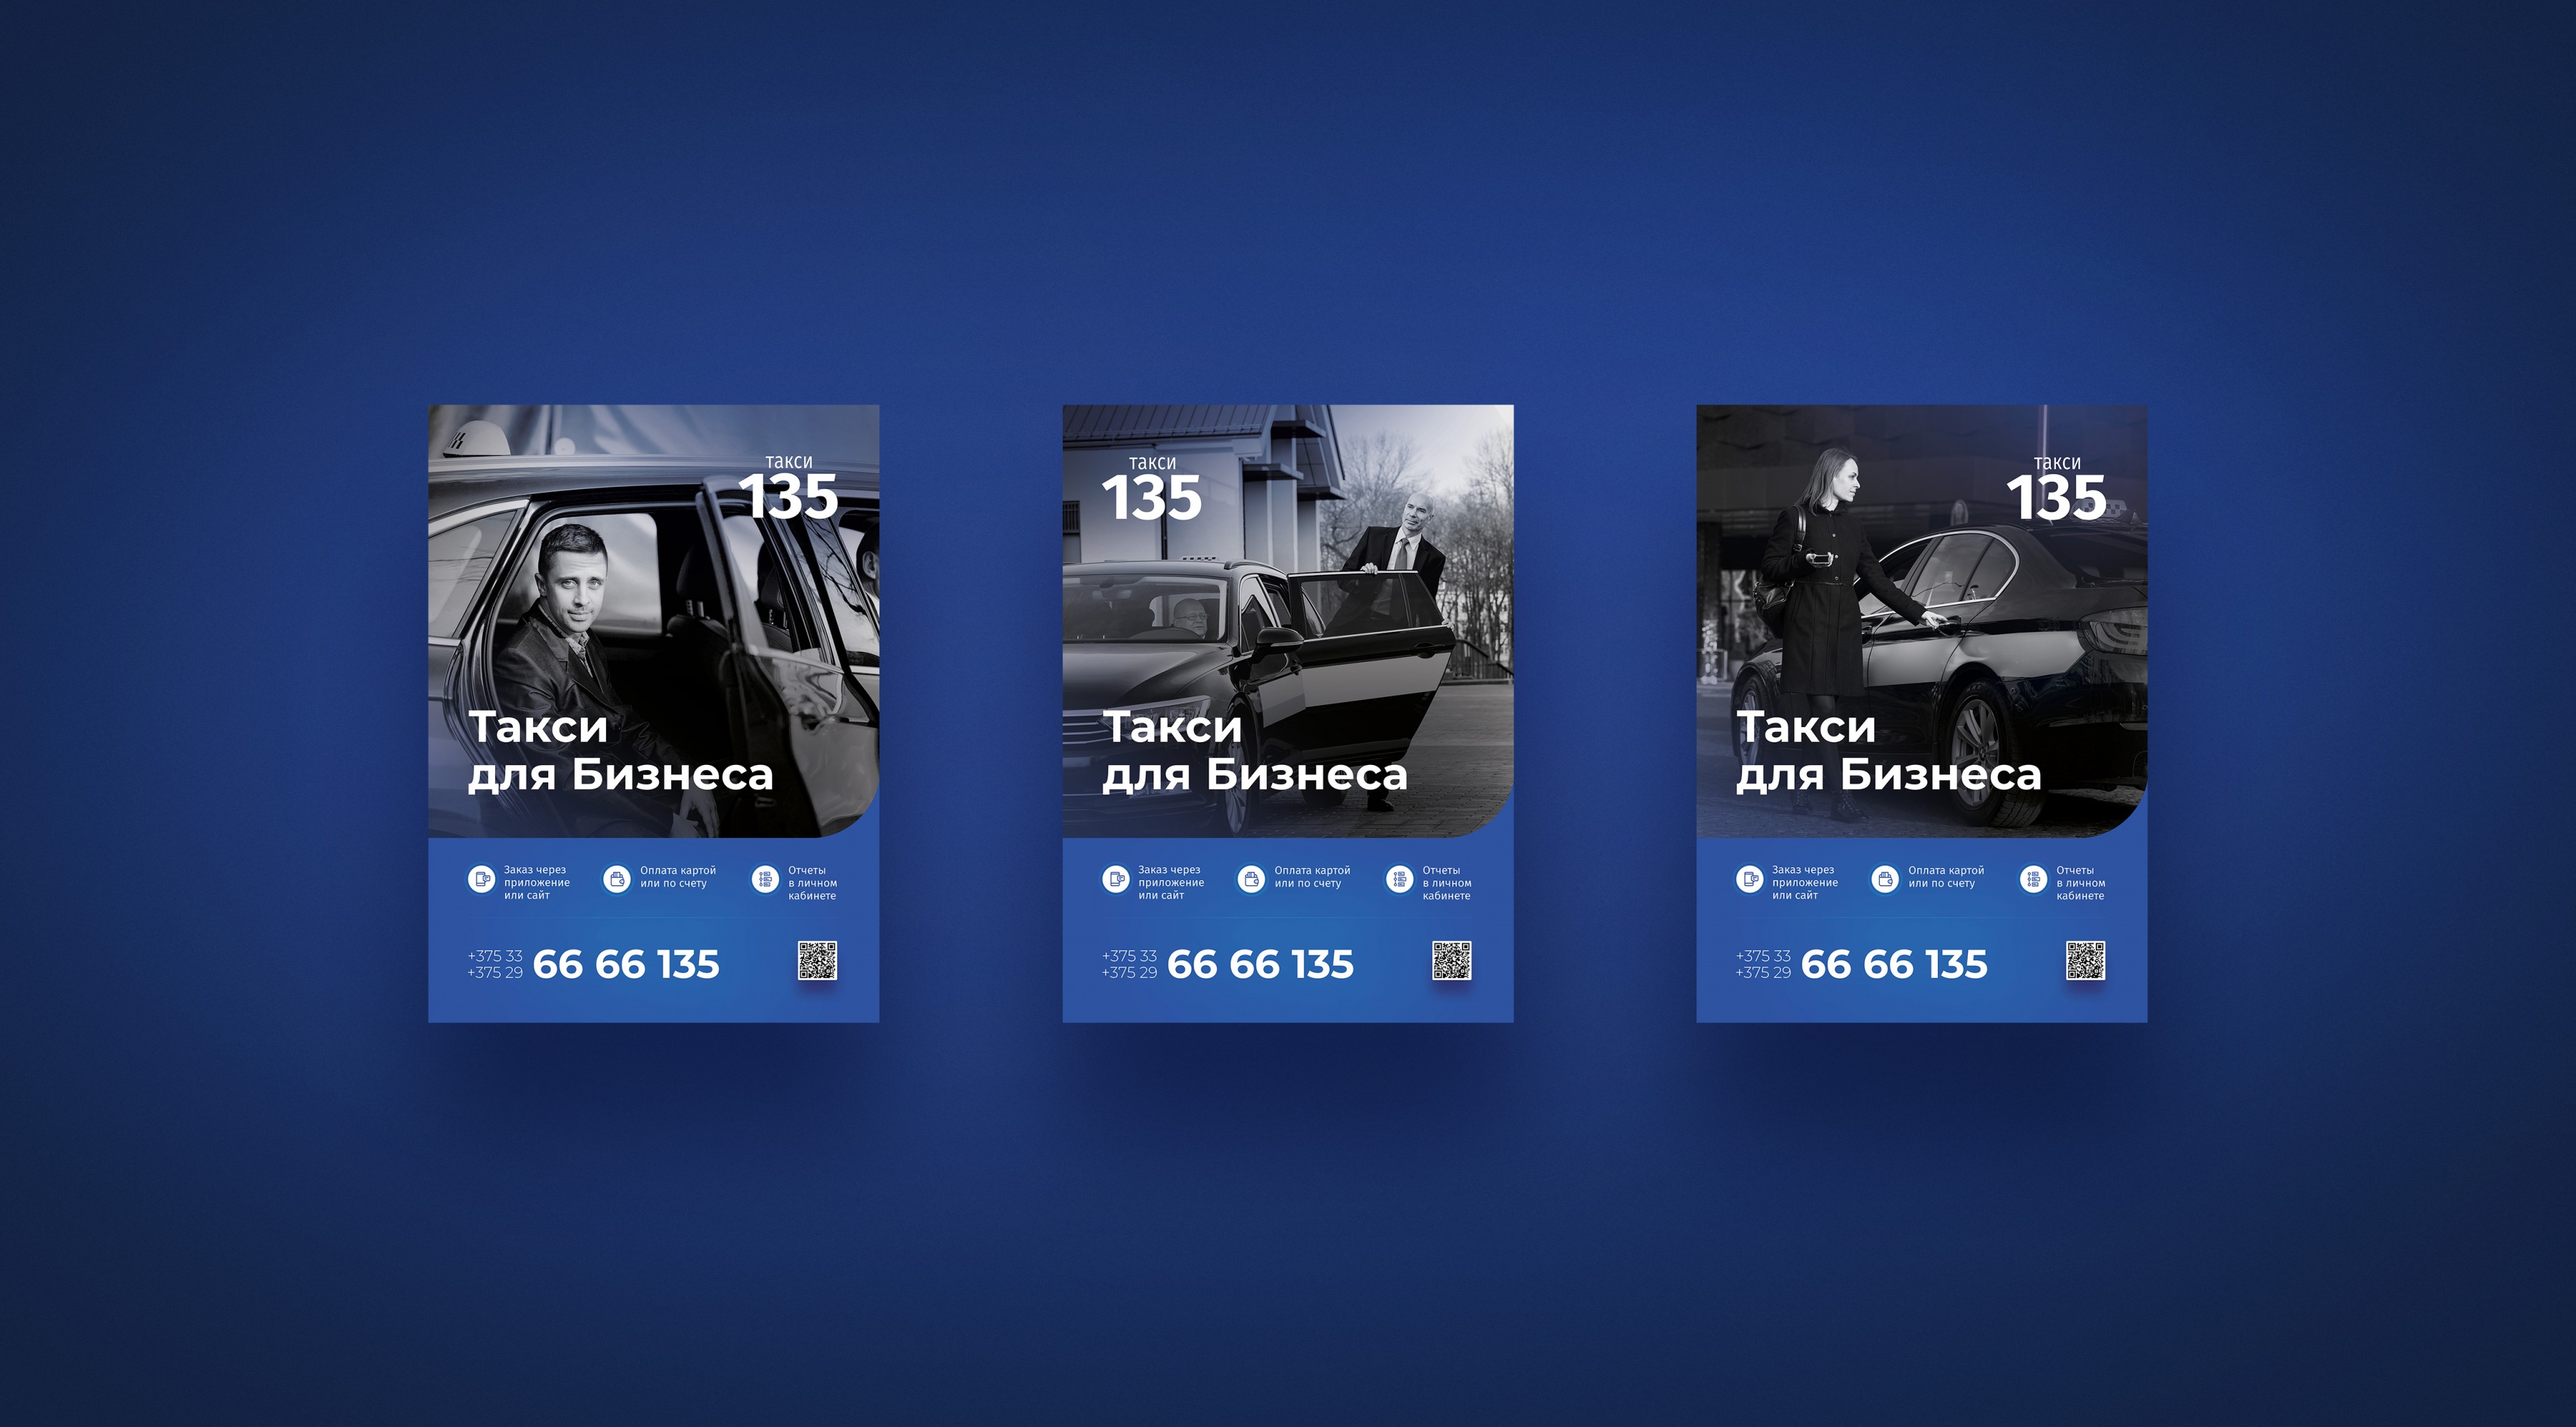 такси
135
Такси
для Бизнеса
Заказ через
приложение
или сайт
Оплата картой
или по счету
Отчеты
в личном
кабинете
+375 33
+375 29
66 66 135
такси
135
Такси
для Бизнеса
Заказ через
приложение
или сайт
Оплата картой
или по счету
Отчеты
в личном
кабинете
+375 33
+375 29
66 66 135
такси
135
Такси
для Бизнеса
Заказ через
приложение
или сайт
Оплата картой
или по счету
Отчеты
в личном
кабинете
+375 33
+375 29
66 66 135